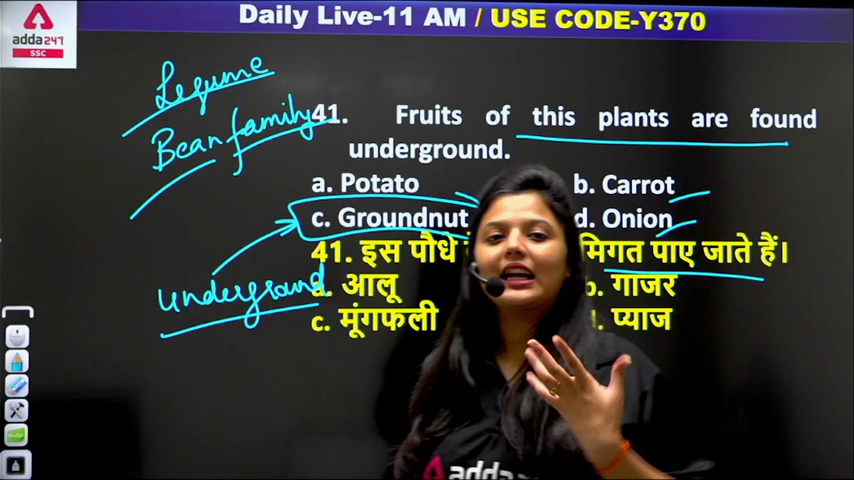 Daily Live-11 AM / USE CODE-Y370
adda247
SSC
Legume
Bean family
41. Fruits of this plants are found
underground.
a. Potato
b. Carrot
c. Groundnut
d. Onion
41. इस पौधे
मिगत पाए जाते हैं।
underground
a. आलू
b. गाजर
c. मूंगफली
d. प्याज
adda